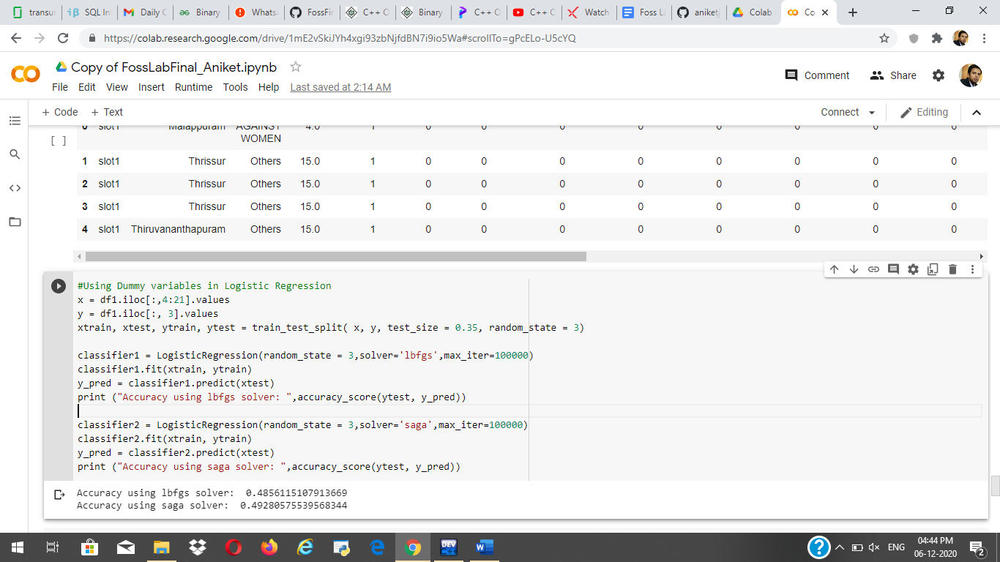 transu
SQL In
Daily C
Binary
Whats
FossFir
C++ C
Binary
C++ C
C++ C
Watch
Foss L
aniket
Colab
Co
https://colab.research.google.com/drive/1mE2vSkiJYh4xgi93zbNjfdBN7i9io5Wa#scrollTo=gPcELo-U5cYQ
Copy of FossLabFinal_Aniket.ipynb
Comment
Share
File Edit View Insert Runtime Tools Help Last saved at 2:14 AM
+ Code + Text
Connect
Editing
0 slot1 Malappuram AGAINST 4.0 1 0 0 0 0 0 0 0 0
[ ] WOMEN
1 slot1 Thrissur Others 15.0 1 0 0 0 0 0 0 0 0
2 slot1 Thrissur Others 15.0 1 0 0 0 0 0 0 0 0
3 slot1 Thrissur Others 15.0 1 0 0 0 0 0 0 0 0
4 slot1 Thiruvananthapuram Others 15.0 1 0 0 0 0 0 0 0 0
#Using Dummy variables in Logistic Regression
x = df1.iloc[:,4:21].values
y = df1.iloc[:, 3].values
xtrain, xtest, ytrain, ytest = train_test_split( x, y, test_size = 0.35, random_state = 3)
classifier1 = LogisticRegression(random_state = 3,solver='lbfgs',max_iter=100000)
classifier1.fit(xtrain, ytrain)
y_pred = classifier1.predict(xtest)
print ("Accuracy using lbfgs solver: ",accuracy_score(ytest, y_pred))
classifier2 = LogisticRegression(random_state = 3,solver='saga',max_iter=100000)
classifier2.fit(xtrain, ytrain)
y_pred = classifier2.predict(xtest)
print ("Accuracy using saga solver: ",accuracy_score(ytest, y_pred))
Accuracy using lbfgs solver:  0.4856115107913669
Accuracy using saga solver:  0.49280575539568344
DEV
C++
ENG
04:44 PM
06-12-2020
2